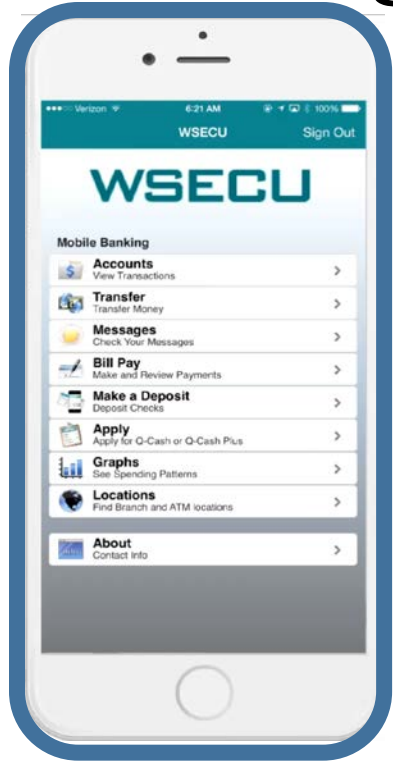 Verizon 6:21 AM 100%
WSECU Sign Out
WSECU
Mobile Banking
Accounts
View Transactions
Transfer
Transfer Money
Messages
Check Your Messages
Bill Pay
Make and Review Payments
Make a Deposit
Deposit Checks
Apply
Apply for Q-Cash or Q-Cash Plus
Graphs
See Spending Patterns
Locations
Find Branch and ATM locations
About
Contact Info